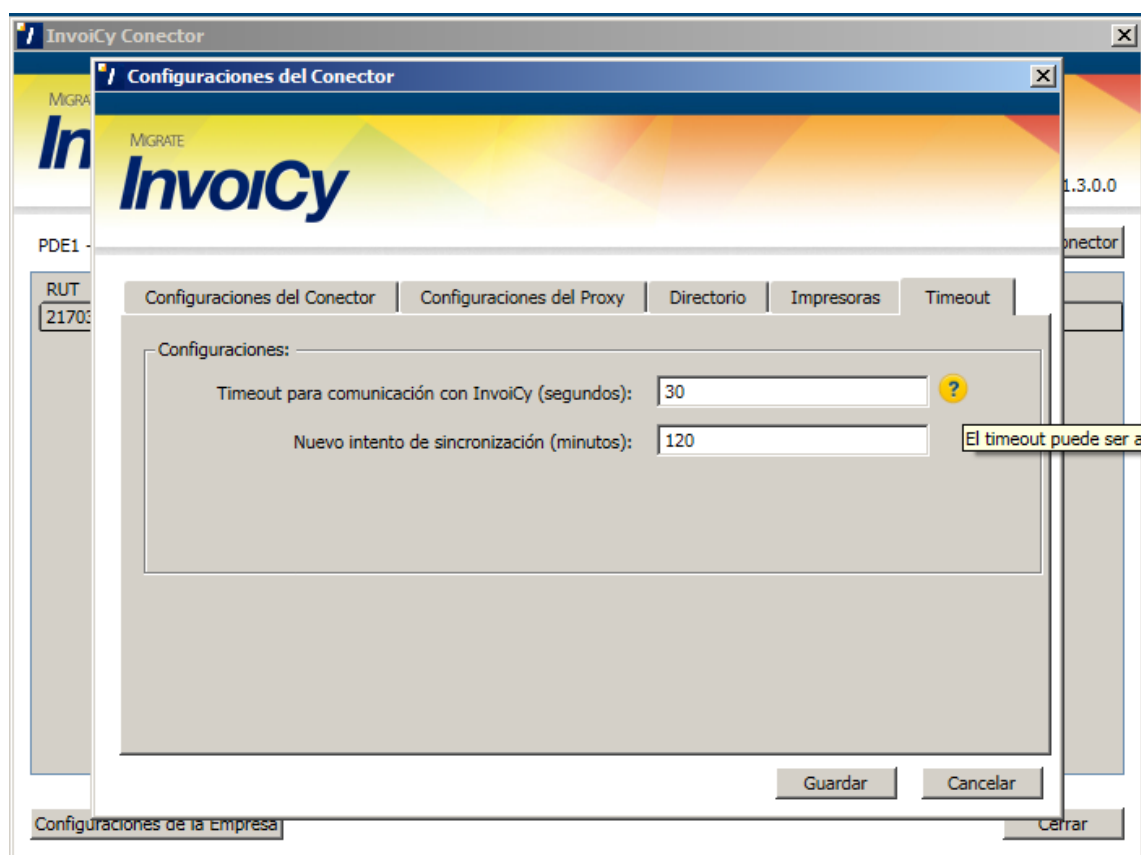 InvoiCy Conector
Configuraciones del Conector
MIGRATE
InvoiCy
1.3.0.0
PDE1 -
RUT
2170
Configuraciones del Conector
Configuraciones del Proxy
Directorio
Impresoras
Timeout
Configuraciones:
Timeout para comunicación con InvoiCy (segundos):
30
?
Nuevo intento de sincronización (minutos):
120
El timeout puede ser a
Guardar
Cancelar
Configuraciones de la Empresa
Cerrar